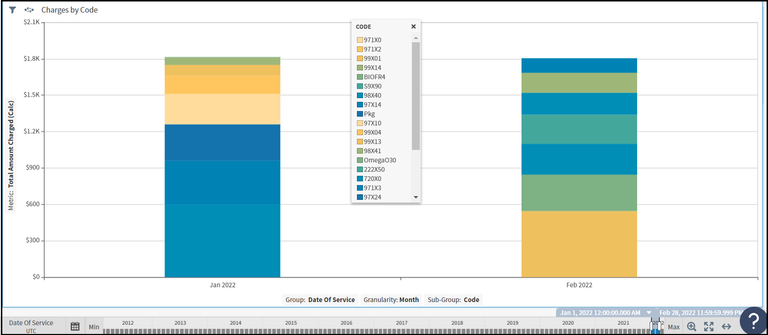 Charges by Code
Metric: Total Amount Charged (Calc)
$2.1K
$1.8K
$1.5K
$1.2K
$900
$600
$300
$0
CODE
971X0
971X2
99X01
99X14
BIOFR4
S9X90
98X40
97X14
Pkg
97X10
99X04
99X13
98X41
OmegaO30
222X50
720X0
971X3
97X24
Jan 2022
Feb 2022
Group: Date Of Service Granularity: Month Sub-Group: Code
Jan 1, 2022 12:00:00.000 AM
Feb 28, 2022 11:59:59.999 PM
Date Of Service
UTC
Min
2012 2013 2014 2015 2016 2017 2018 2019 2020 2021
Max
?